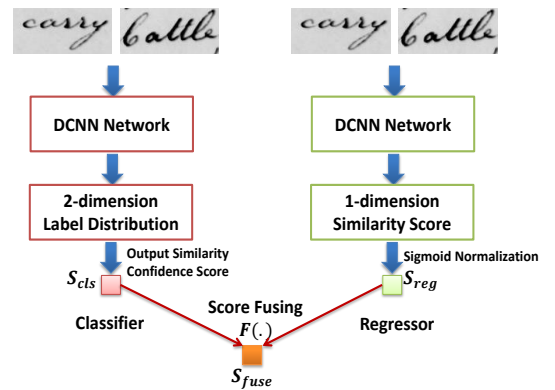 carry Cattle, carry Cattle,
DCNN Network DCNN Network
2-dimension
Label Distribution
1-dimension
Similarity Score
Output Similarity
Confidence Score
Sigmoid Normalization
S_cls S_reg
Score Fusing
F(.)
Classifier Regressor
S_fuse